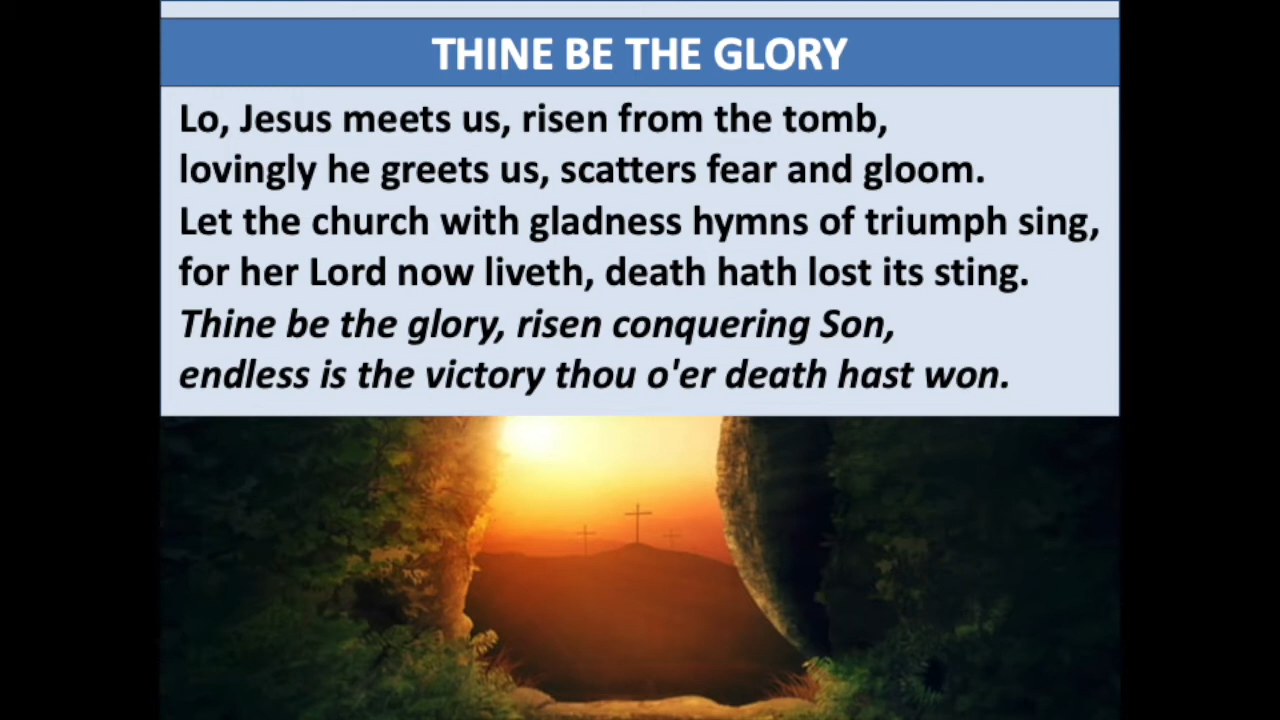 THINE BE THE GLORY
Lo, Jesus meets us, risen from the tomb,
lovingly he greets us, scatters fear and gloom.
Let the church with gladness hymns of triumph sing,
for her Lord now liveth, death hath lost its sting.
Thine be the glory, risen conquering Son,
endless is the victory thou o'er death hast won.